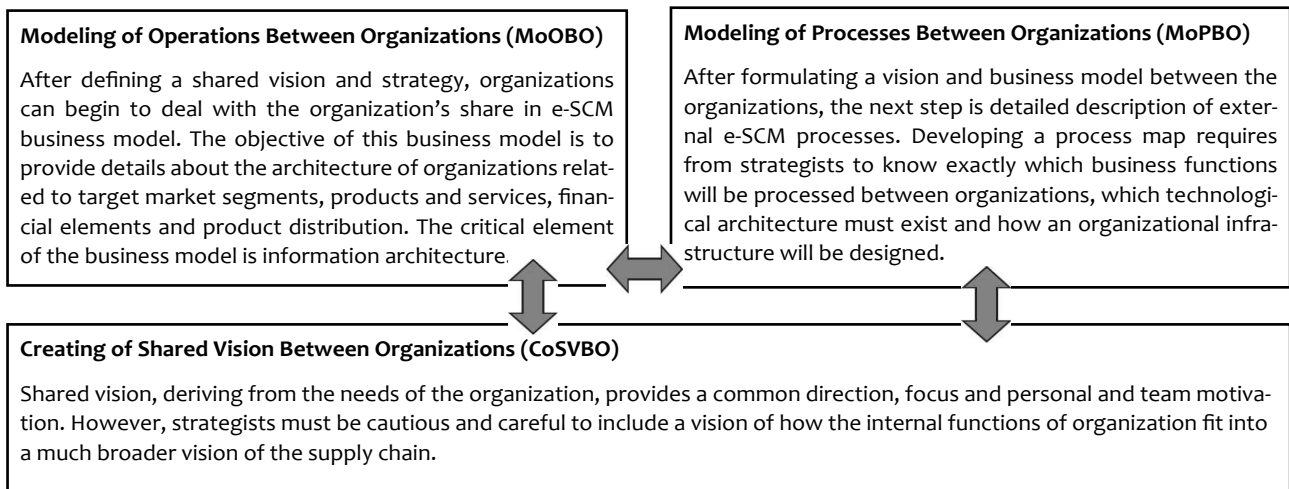 Modeling of Operations Between Organizations (MoOBO)
After defining a shared vision and strategy, organizations
can begin to deal with the organization's share in e-SCM
business model. The objective of this business model is to
provide details about the architecture of organizations relat-
ed to target market segments, products and services, finan-
cial elements and product distribution. The critical element
of the business model is information architecture.
Modeling of Processes Between Organizations (MoPBO)
After formulating a vision and business model between the
organizations, the next step is detailed description of exter-
nal e-SCM processes. Developing a process map requires
from strategists to know exactly which business functions
will be processed between organizations, which technologi-
cal architecture must exist and how an organizational infra-
structure will be designed.
Creating of Shared Vision Between Organizations (CoSVBO)
Shared vision, deriving from the needs of the organization, provides a common direction, focus and personal and team motiva-
tion. However, strategists must be cautious and careful to include a vision of how the internal functions of organization fit into
a much broader vision of the supply chain.